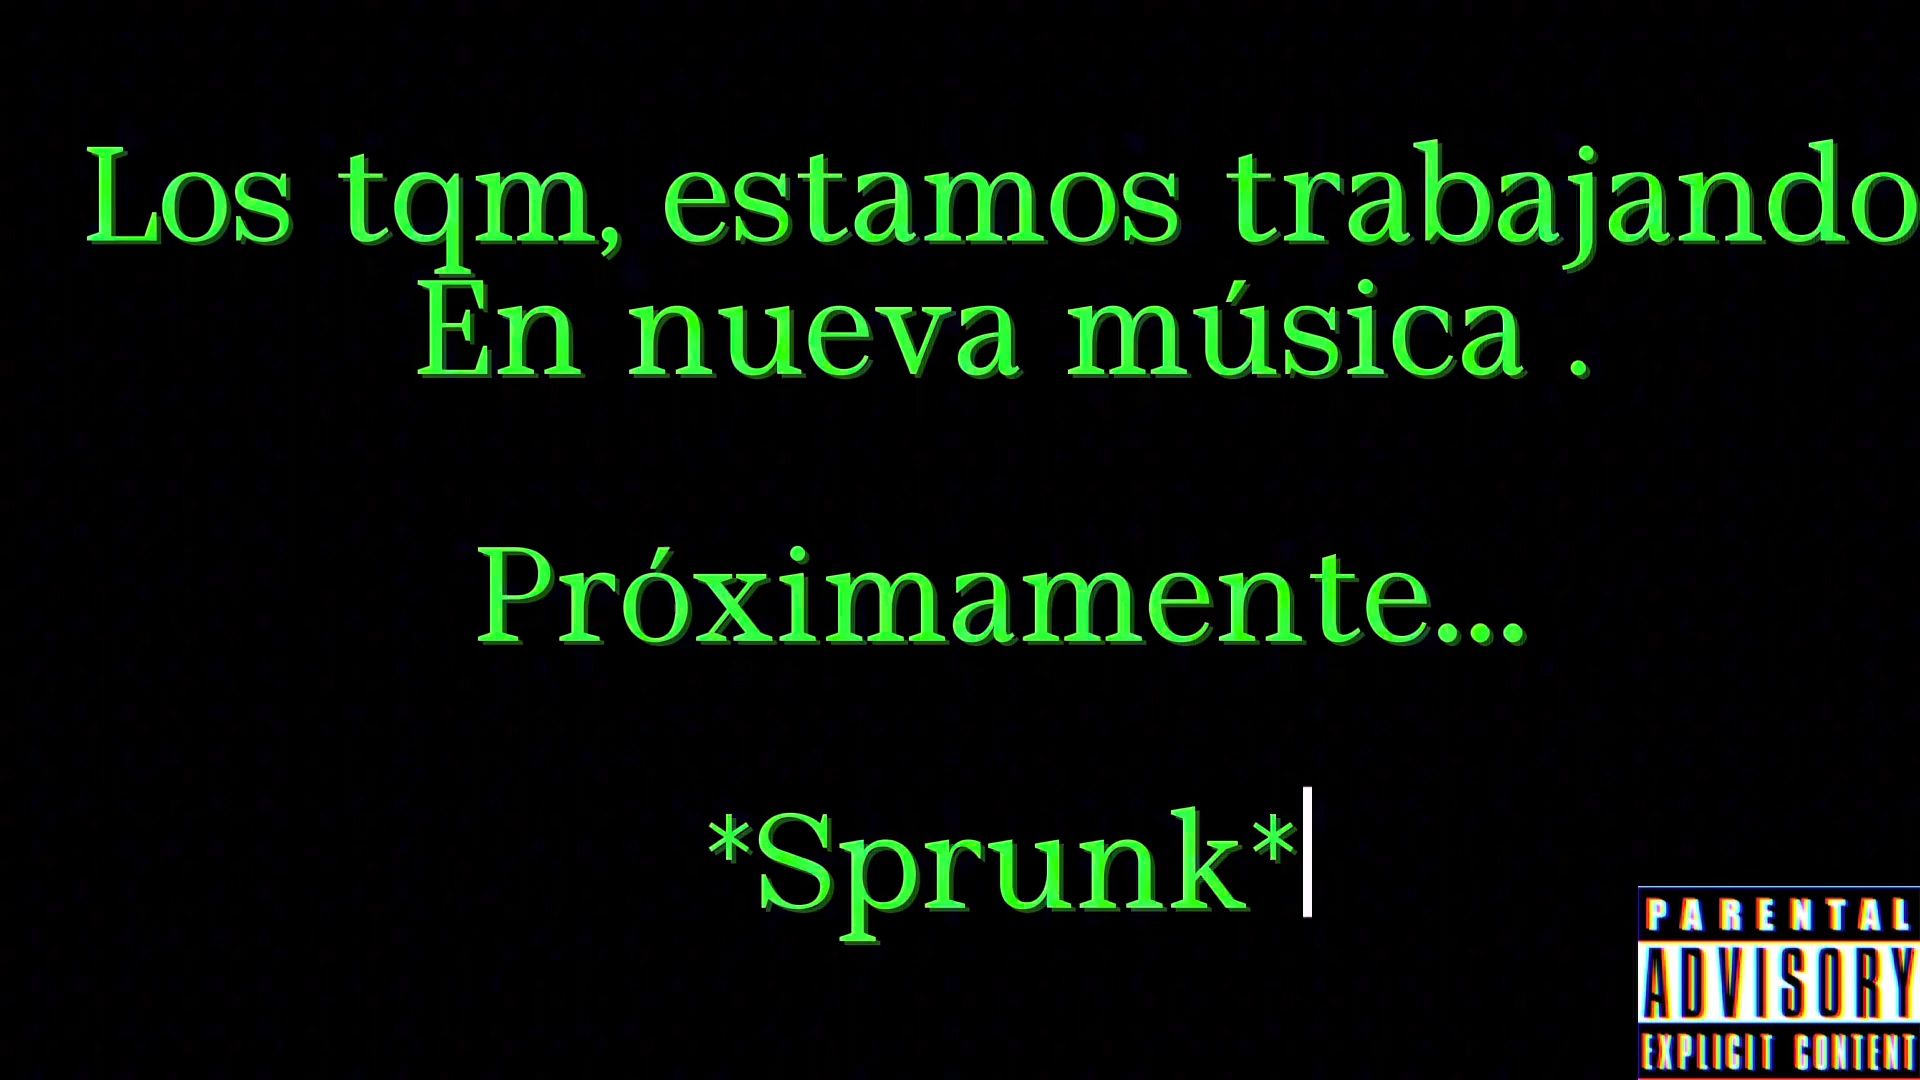 Los tqm, estamos trabajando
En nueva música .
Próximamente...
*Sprunk*
PARENTAL
ADVISORY
EXPLICIT CONTENT